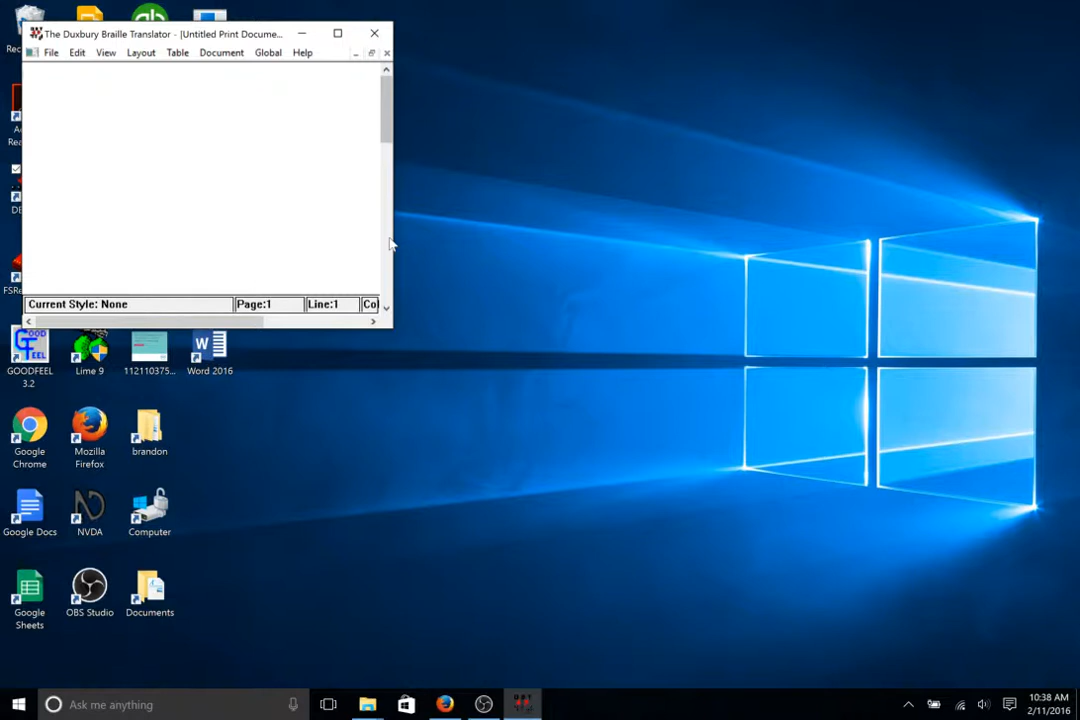 The Duxbury Braille Translator - [Untitled Print Docume...
File Edit View Layout Table Document Global Help
Current Style: None Page:1 Line:1 Co
GOODFEEL 3.2
Lime 9
112110375...
Word 2016
Google Chrome
Mozilla Firefox
brandon
Google Docs
NVDA
Computer
Google Sheets
OBS Studio
Documents
Ask me anything
10:38 AM
2/11/2016